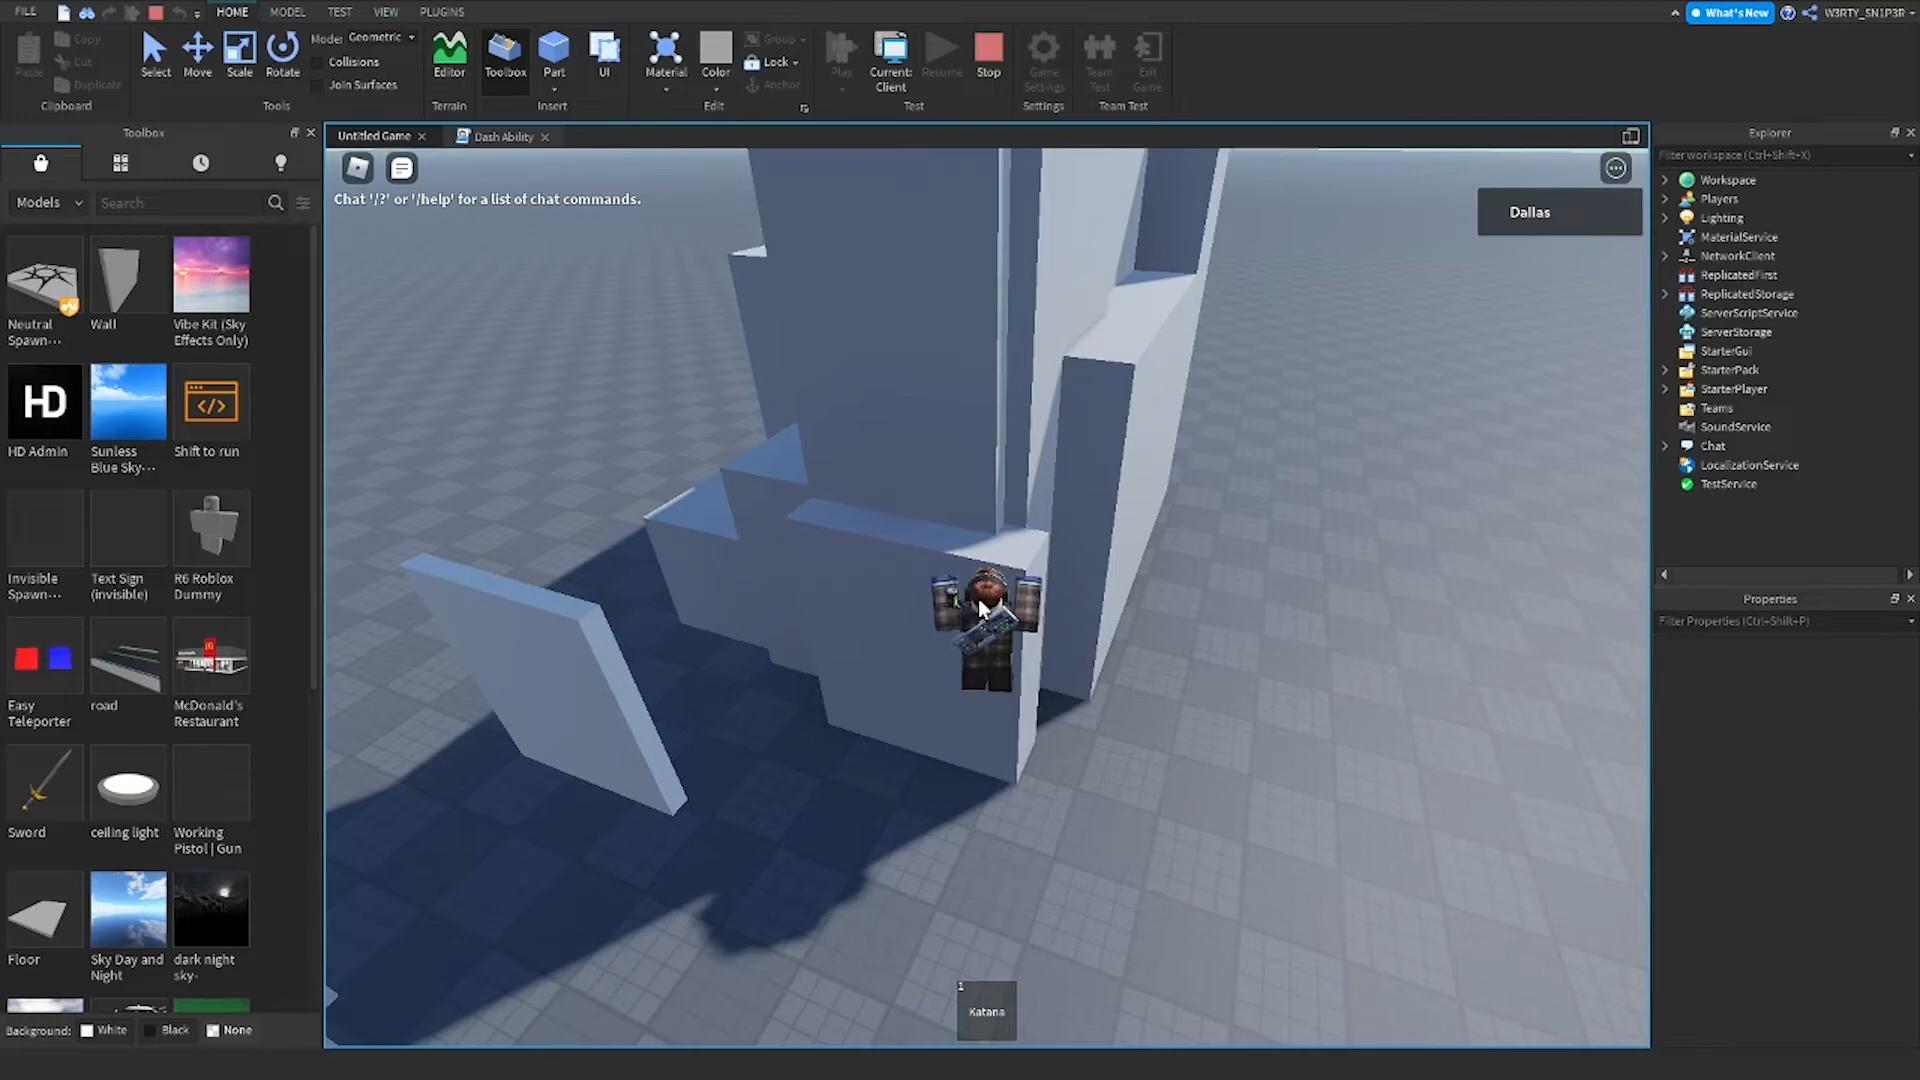 FILE
HOME
MODEL
TEST
VIEW
PLUGINS
What's New
W3RTY_SN1P3R
Paste
Copy
Cut
Duplicate
Clipboard
Select
Move
Scale
Rotate
Mode: Geometric
Collisions
Join Surfaces
Tools
Editor
Terrain
Toolbox
Part
UI
Insert
Material
Color
Group
Lock
Anchor
Edit
Play
Current:
Client
Resume
Stop
Test
Game
Settings
Settings
Team
Test
Exit
Game
Team Test
Toolbox
Models
Search
Neutral
Spawn...
Wall
Vibe Kit (Sky
Effects Only)
HD
HD Admin
Sunless
Blue Sky...
Shift to run
Invisible
Spawn...
Text Sign
(invisible)
R6 Roblox
Dummy
Easy
Teleporter
road
McDonald's
Restaurant
Sword
ceiling light
Working
Pistol | Gun
Floor
Sky Day and
Night
dark night
sky-
Background:
White
Black
None
Untitled Game
Dash Ability
Chat '/?' or '/help' for a list of chat commands.
Dallas
1
Katana
Explorer
Filter workspace (Ctrl+Shift+X)
Workspace
Players
Lighting
MaterialService
NetworkClient
ReplicatedFirst
ReplicatedStorage
ServerScriptService
ServerStorage
StarterGui
StarterPack
StarterPlayer
Teams
SoundService
Chat
LocalizationService
TestService
Properties
Filter Properties (Ctrl+Shift+P)